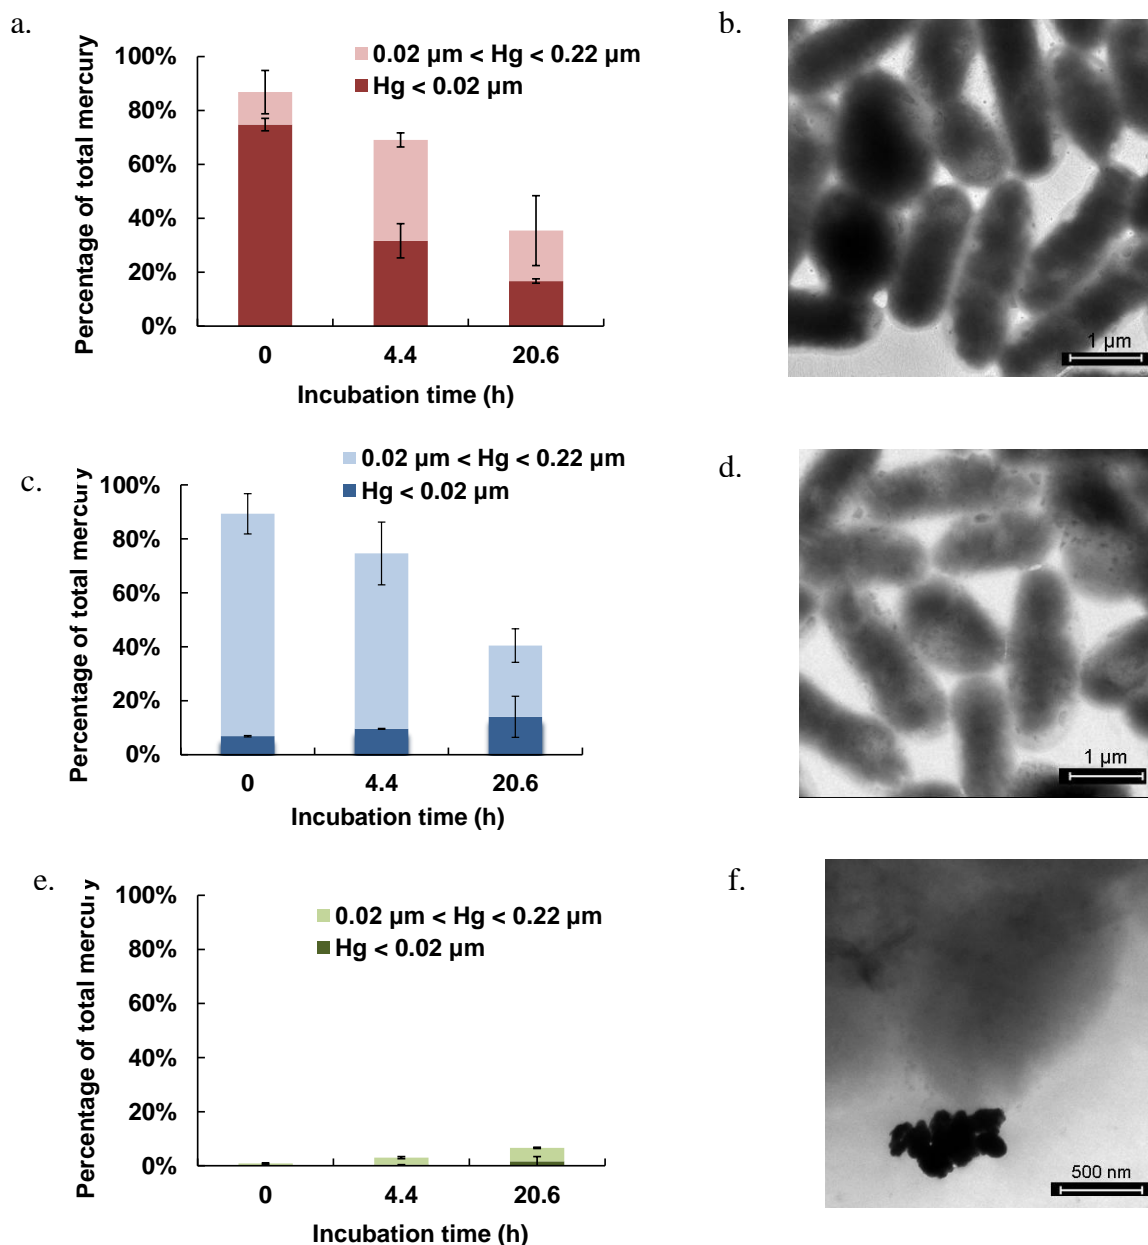 a.
Percentage of total mercury
100%
80%
60%
40%
20%
0%
0.02 µm < Hg < 0.22 µm
Hg < 0.02 µm
0 4.4 20.6
Incubation time (h)
b.
1 µm
c.
Percentage of total mercury
100%
80%
60%
40%
20%
0%
0.02 µm < Hg < 0.22 µm
Hg < 0.02 µm
0 4.4 20.6
Incubation time (h)
d.
1 µm
e.
Percentage of total mercury
100%
80%
60%
40%
20%
0%
0.02 µm < Hg < 0.22 µm
Hg < 0.02 µm
0 4.4 20.6
Incubation time (h)
f.
500 nm